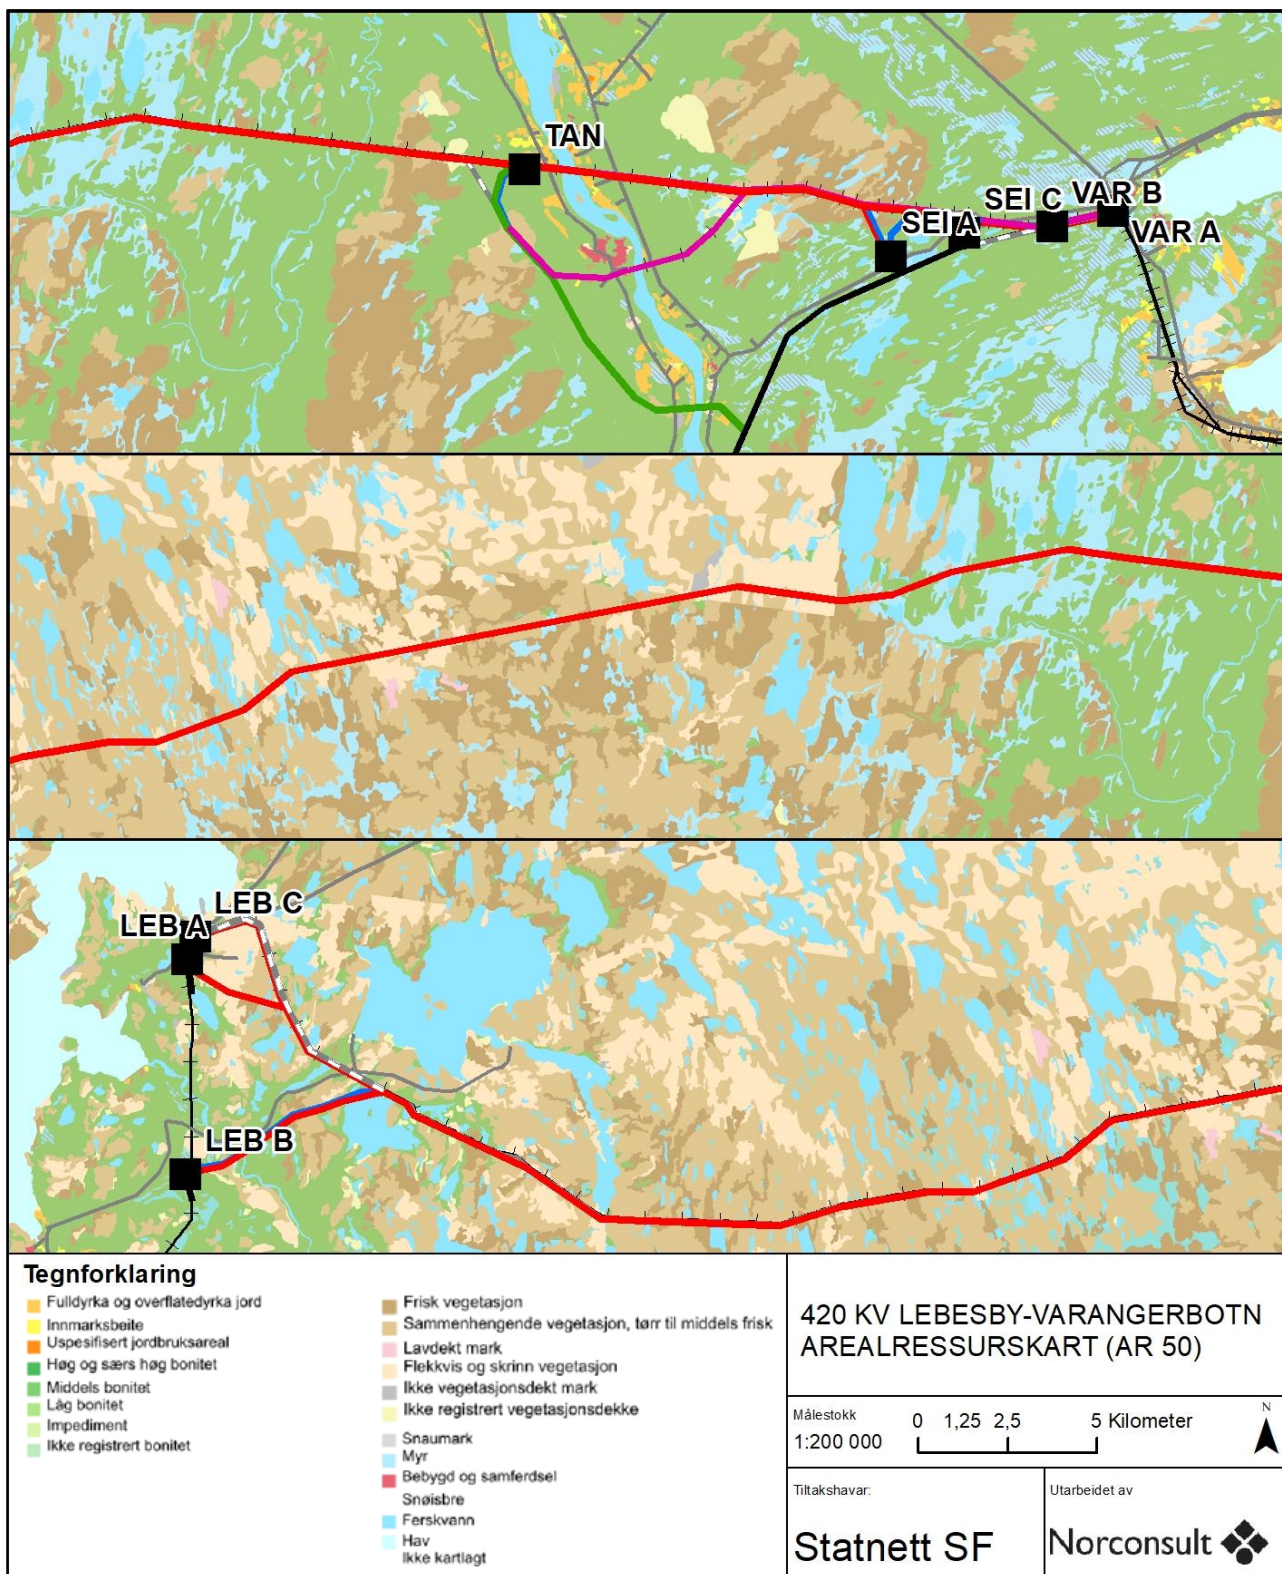 TAN
SEI A
SEI C
VAR B
VAR A
LEB A
LEB C
LEB B
Tegnforklaring
Fulldyrka og overflatedyrka jord
Innmarksbeite
Uspesifisert jordbruksareal
Høg og særs høg bonitet
Middels bonitet
Låg bonitet
Impediment
Ikke registrert bonitet
Frisk vegetasjon
Sammenhengende vegetasjon, tørr til middels frisk
Lavdekt mark
Flekkvis og skrinn vegetasjon
Ikke vegetasjonsdekt mark
Ikke registrert vegetasjonsdekke
Snaumark
Myr
Bebygd og samferdsel
Snøisbre
Ferskvann
Hav
Ikke kartlagt
420 KV LEBESBY-VARANGERBOTN
AREALRESSURSKART (AR 50)
Målestokk
1:200 000
0 1,25 2,5 5 Kilometer
N
Tiltakshavar:
Statnett SF
Utarbeidet av
Norconsult